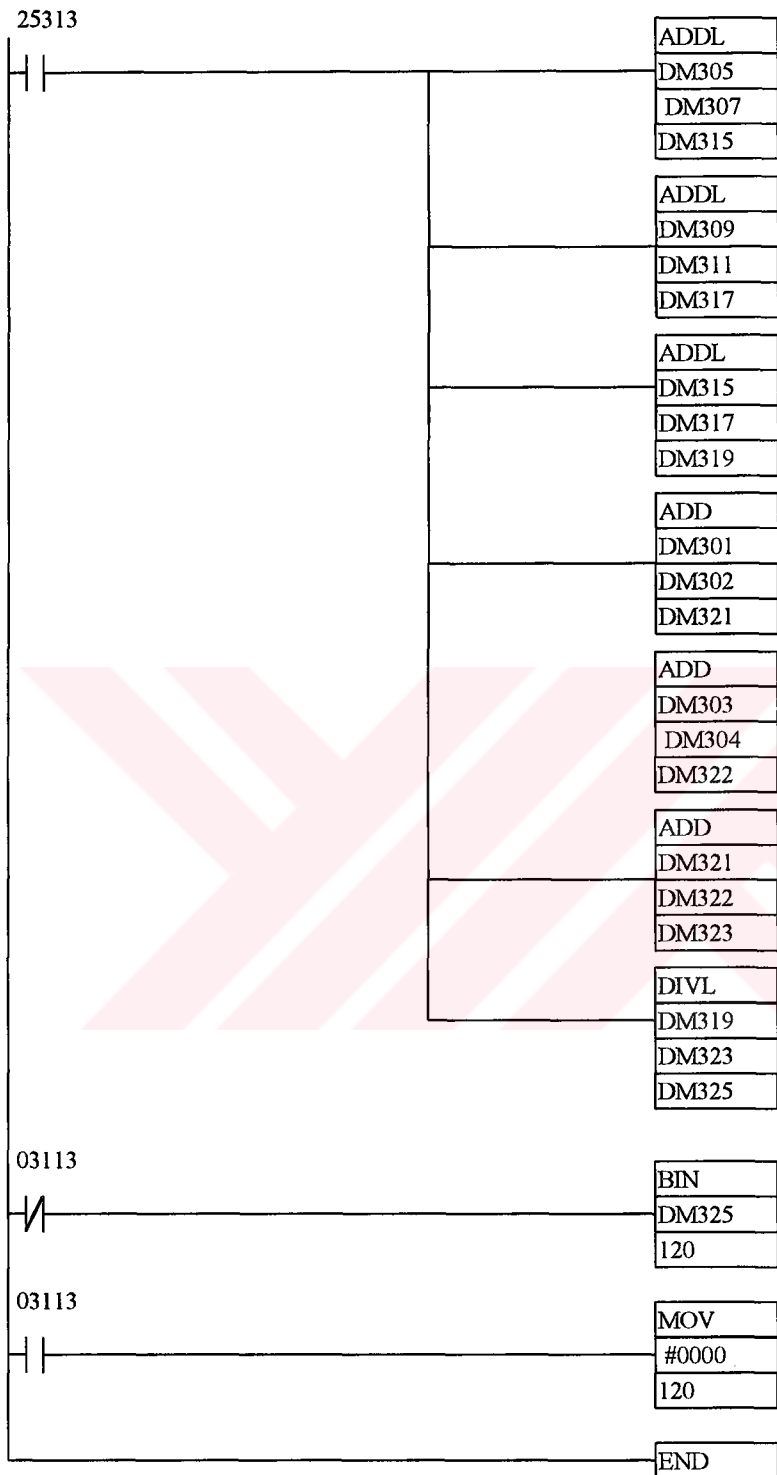 25313
ADDL
DM305
DM307
DM315
ADDL
DM309
DM311
DM317
ADDL
DM315
DM317
DM319
ADD
DM301
DM302
DM321
ADD
DM303
DM304
DM322
ADD
DM321
DM322
DM323
DIVL
DM319
DM323
DM325
03113
BIN
DM325
120
03113
MOV
#0000
120
END